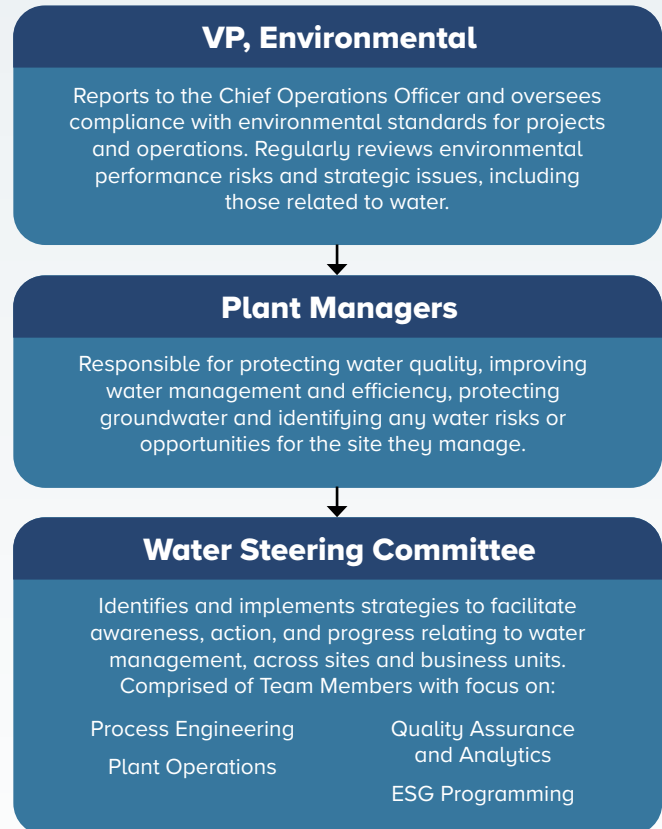 VP, Environmental
Reports to the Chief Operations Officer and oversees
compliance with environmental standards for projects
and operations. Regularly reviews environmental
performance risks and strategic issues, including
those related to water.
Plant Managers
Responsible for protecting water quality, improving
water management and efficiency, protecting
groundwater and identifying any water risks or
opportunities for the site they manage.
Water Steering Committee
Identifies and implements strategies to facilitate
awareness, action, and progress relating to water
management, across sites and business units.
Comprised of Team Members with focus on:
Process Engineering
Plant Operations
Quality Assurance
and Analytics
ESG Programming